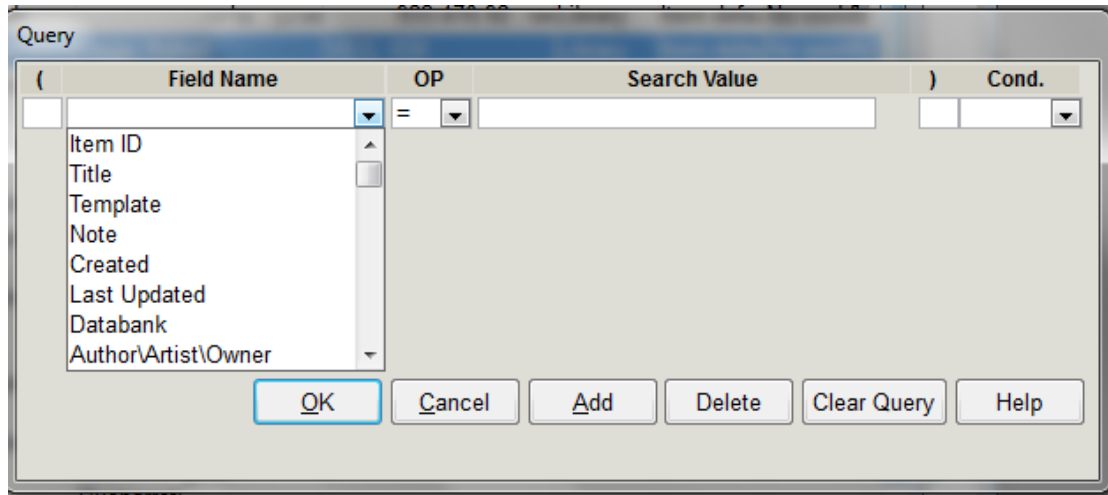 Query
( Field Name OP Search Value ) Cond.
=
Item ID
Title
Template
Note
Created
Last Updated
Databank
Author\Artist\Owner
OK Cancel Add Delete Clear Query Help